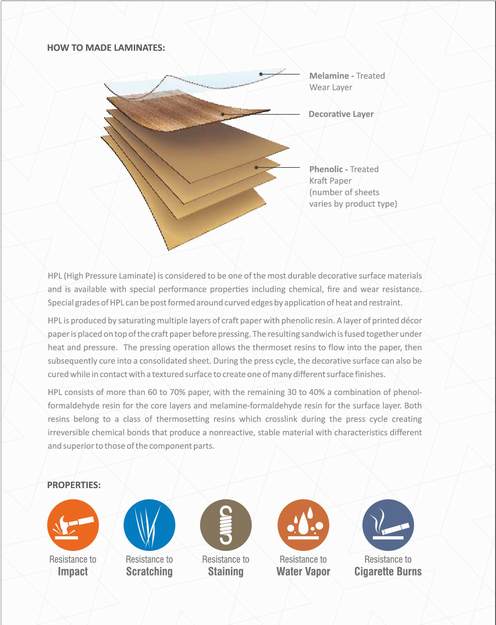 HOW TO MADE LAMINATES:
Melamine - Treated
Wear Layer
Decorative Layer
Phenolic - Treated
Kraft Paper
(number of sheets
varies by product type)
HPL (High Pressure Laminate) is considered to be one of the most durable decorative surface materials
and is available with special performance properties including chemical, fire and wear resistance.
Special grades of HPL can be post formed around curved edges by application of heat and restraint.
HPL is produced by saturating multiple layers of craft paper with phenolic resin. A layer of printed décor
paper is placed on top of the craft paper before pressing. The resulting sandwich is fused together under
heat and pressure. The pressing operation allows the thermoset resins to flow into the paper, then
subsequently cure into a consolidated sheet. During the press cycle, the decorative surface can also be
cured while in contact with a textured surface to create one of many different surface finishes.
HPL consists of more than 60 to 70% paper, with the remaining 30 to 40% a combination of phenol-
formaldehyde resin for the core layers and melamine-formaldehyde resin for the surface layer. Both
resins belong to a class of thermosetting resins which crosslink during the press cycle creating
irreversible chemical bonds that produce a nonreactive, stable material with characteristics different
and superior to those of the component parts.
PROPERTIES:
Resistance to
Impact
Resistance to
Scratching
Resistance to
Staining
Resistance to
Water Vapor
Resistance to
Cigarette Burns